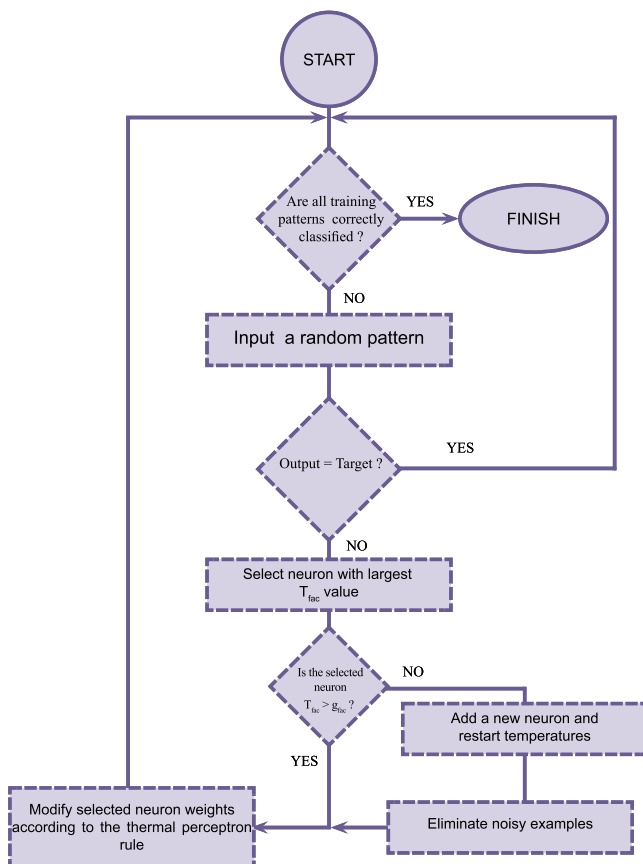 START
Are all training
patterns correctly
classified ?
YES
FINISH
NO
Input a random pattern
Output = Target ?
YES
NO
Select neuron with largest
Tfac value
Is the selected
neuron
Tfac > gfac ?
NO
Add a new neuron and
restart temperatures
YES
Modify selected neuron weights
according to the thermal perceptron
rule
Eliminate noisy examples